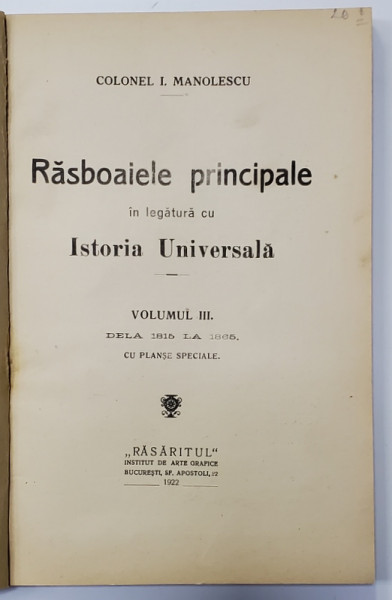 COLONEL I. MANOLESCU
Răsboaiele principale
în legătură cu
Istoria Universală
VOLUMUL III.
DELA 1815 LA 1865.
CU PLANȘE SPECIALE.
„RĂSĂRITUL"
INSTITUT DE ARTE GRAFICE
BUCUREȘTI, SF. APOSTOLI,
1922